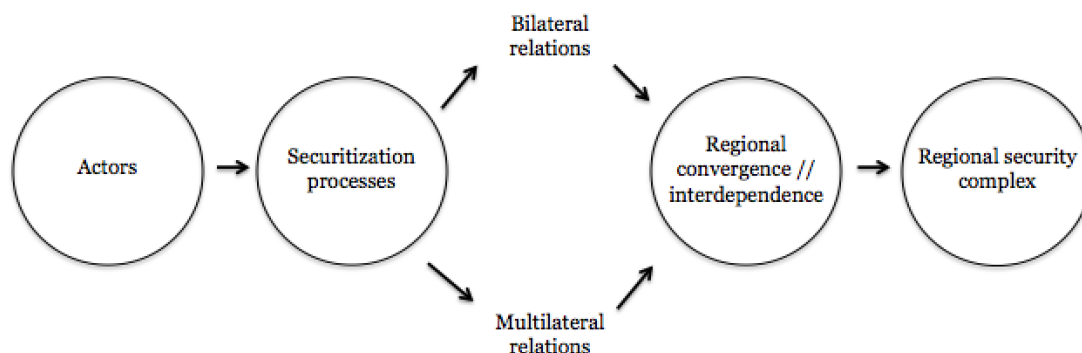 Actors
Securitization
processes
Bilateral
relations
Multilateral
relations
Regional
convergence //
interdependence
Regional security
complex